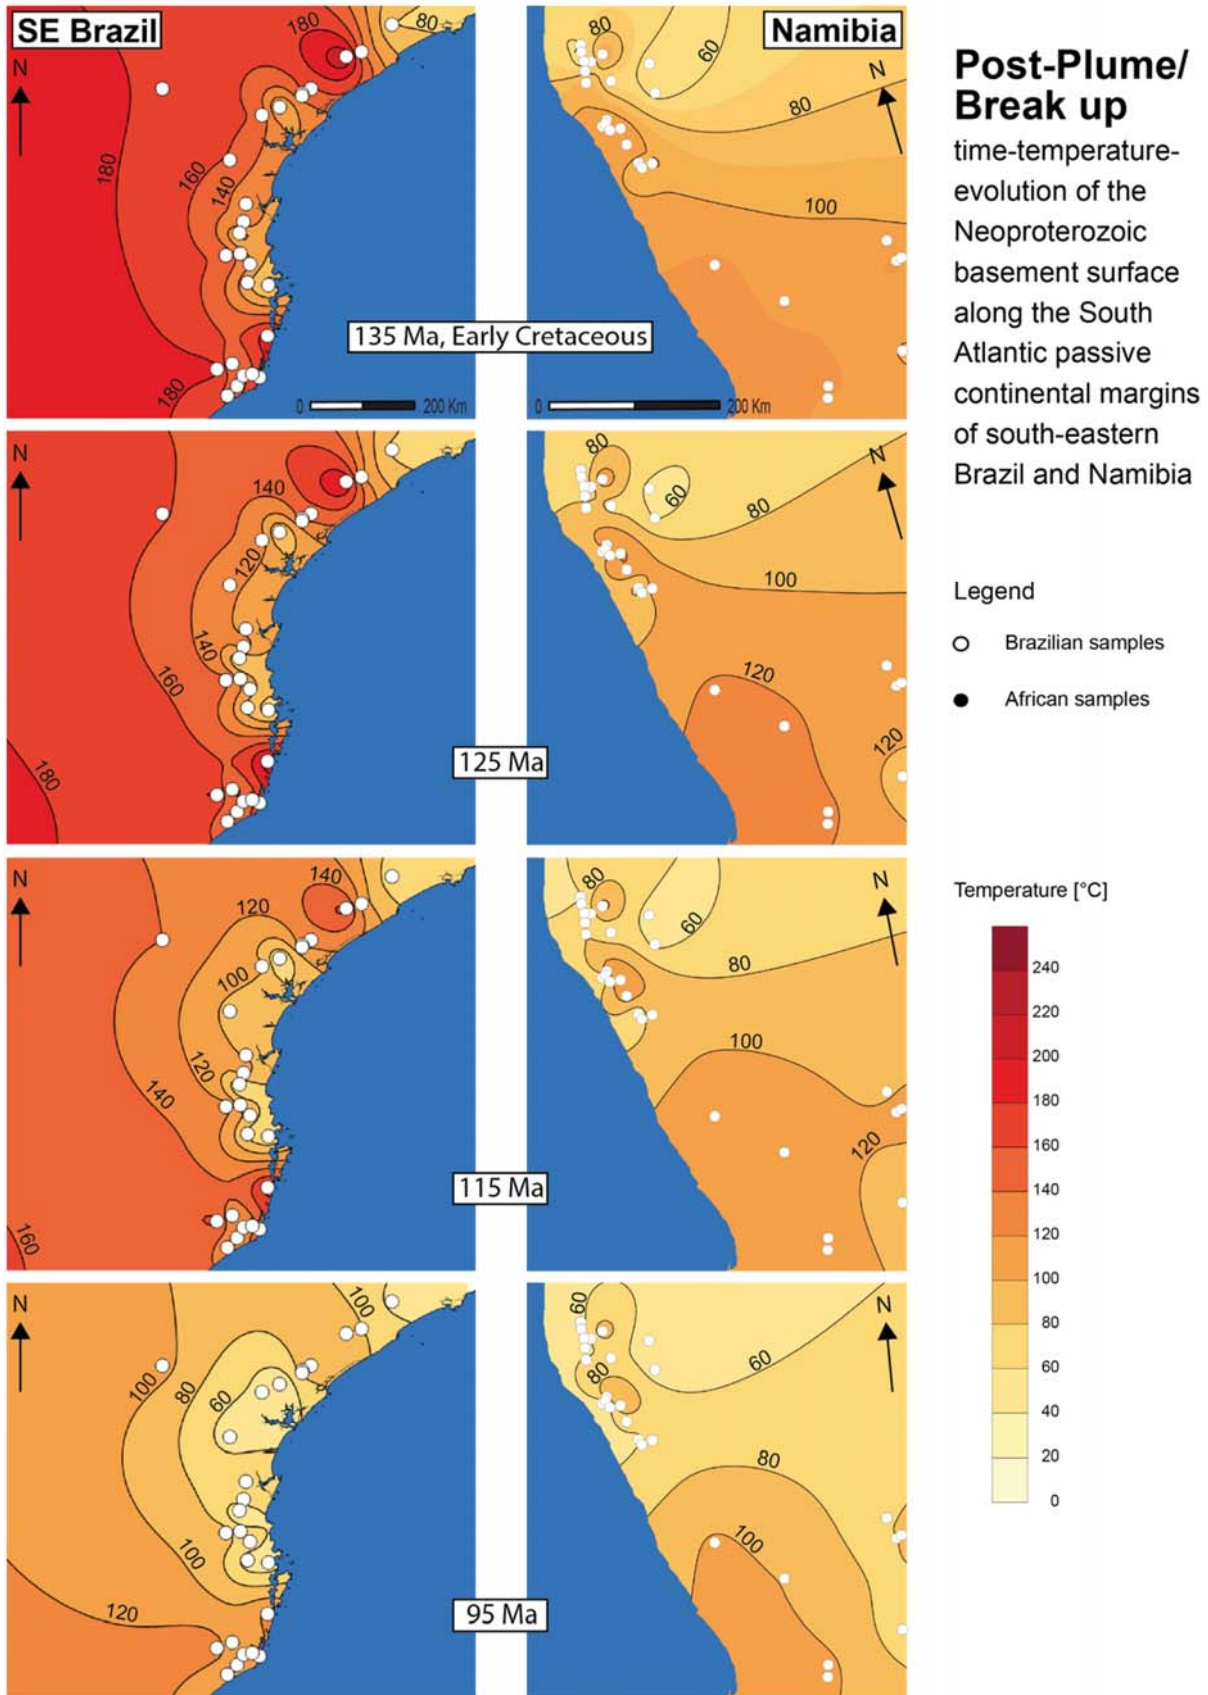 SE Brazil
N
180
160
140
180
180
80
0 200 Km
135 Ma, Early Cretaceous
Namibia
N
80
60
80
100
0 200 Km
Post-Plume/
Break up
time-temperature-
evolution of the
Neoproterozoic
basement surface
along the South
Atlantic passive
continental margins
of south-eastern
Brazil and Namibia
Legend
Brazilian samples
African samples
N
140
120
140
160
180
125 Ma
N
80
60
80
100
120
120
N
140
120
100
120
140
160
115 Ma
N
80
60
80
100
120
N
100
100
80
60
100
120
95 Ma
N
60
60
80
80
100
Temperature [°C]
240
220
200
180
160
140
120
100
80
60
40
20
0